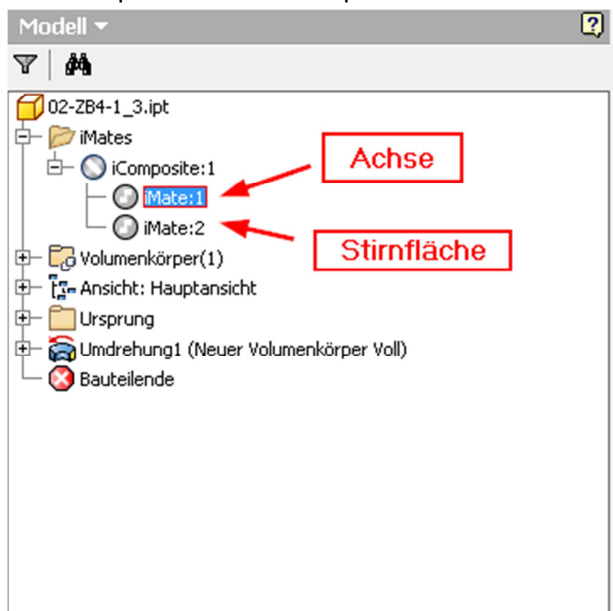 Modell
02-ZB4-1_3.ipt
iMates
iComposite:1
Achse
iMate:1
iMate:2
Stirnfläche
Volumenkörper(1)
Ansicht: Hauptansicht
Ursprung
Umdrehung1 (Neuer Volumenkörper Voll)
Bauteilende